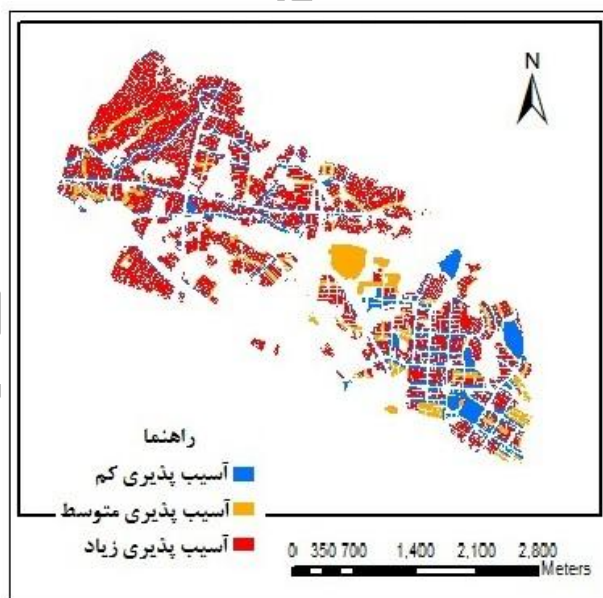 N
راهنما
آسیب پذیری کم
آسیب پذیری متوسط
آسیب پذیری زیاد
0 350 700 1,400 2,100 2,800
Meters